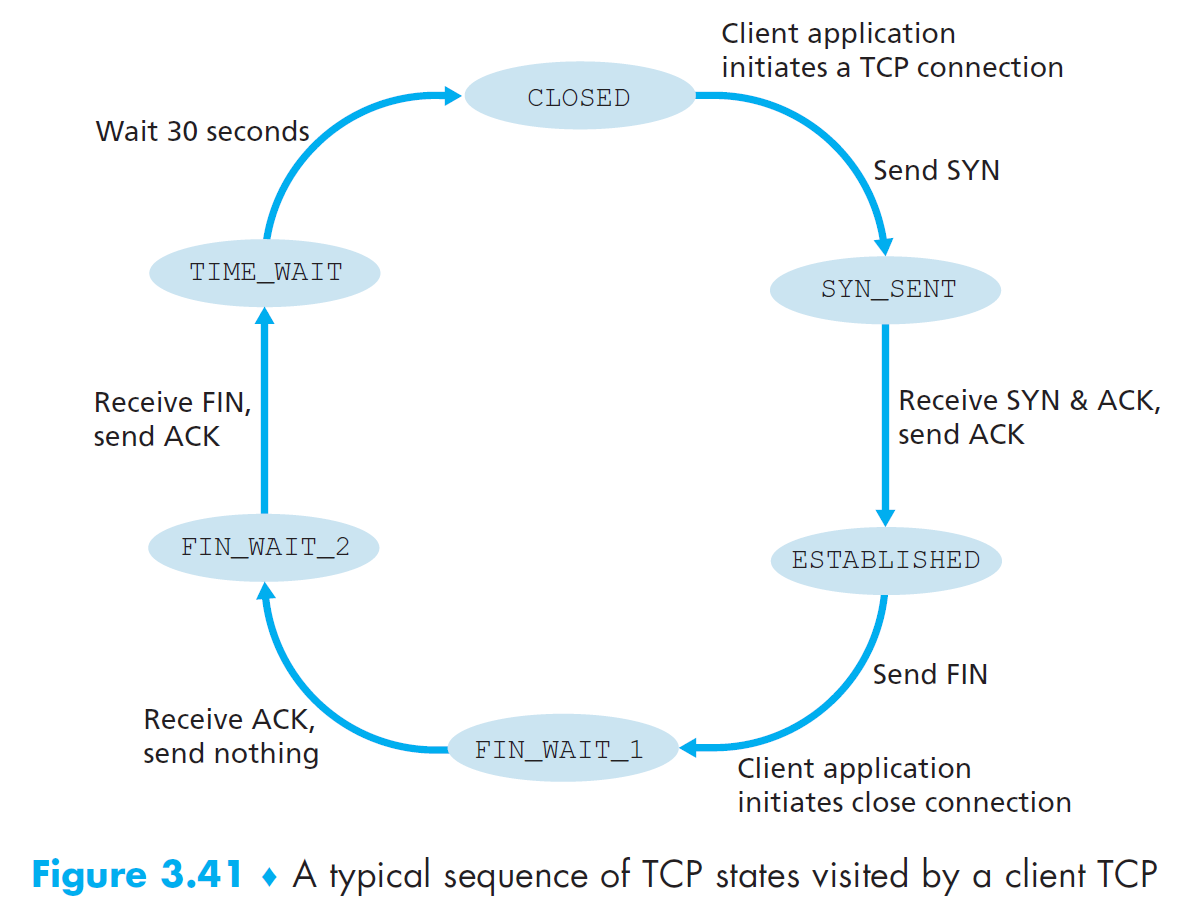 Client application
initiates a TCP connection
CLOSED
Wait 30 seconds
Send SYN
TIME_WAIT
SYN_SENT
Receive FIN,
send ACK
Receive SYN & ACK,
send ACK
FIN_WAIT_2
ESTABLISHED
Send FIN
Receive ACK,
send nothing
FIN_WAIT_1
Client application
initiates close connection
Figure 3.41 ♦ A typical sequence of TCP states visited by a client TCP